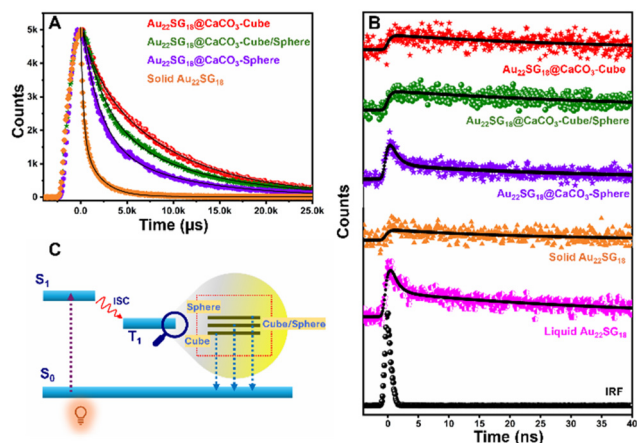 A
Au₂₂SG₁₈@CaCO₃-Cube
Au₂₂SG₁₈@CaCO₃-Cube/Sphere
Au₂₂SG₁₈@CaCO₃-Sphere
Solid Au₂₂SG₁₈
Counts
5k
4k
3k
2k
1k
0
0.0 5.0k 10.0k 15.0k 20.0k 25.0k
Time (µs)
B
Au₂₂SG₁₈@CaCO₃-Cube
Au₂₂SG₁₈@CaCO₃-Cube/Sphere
Au₂₂SG₁₈@CaCO₃-Sphere
Solid Au₂₂SG₁₈
Liquid Au₂₂SG₁₈
IRF
Counts
0 5 10 15 20 25 30 35 40
Time (ns)
C
S₁
ISC
T₁
Sphere
Cube/Sphere
Cube
S₀